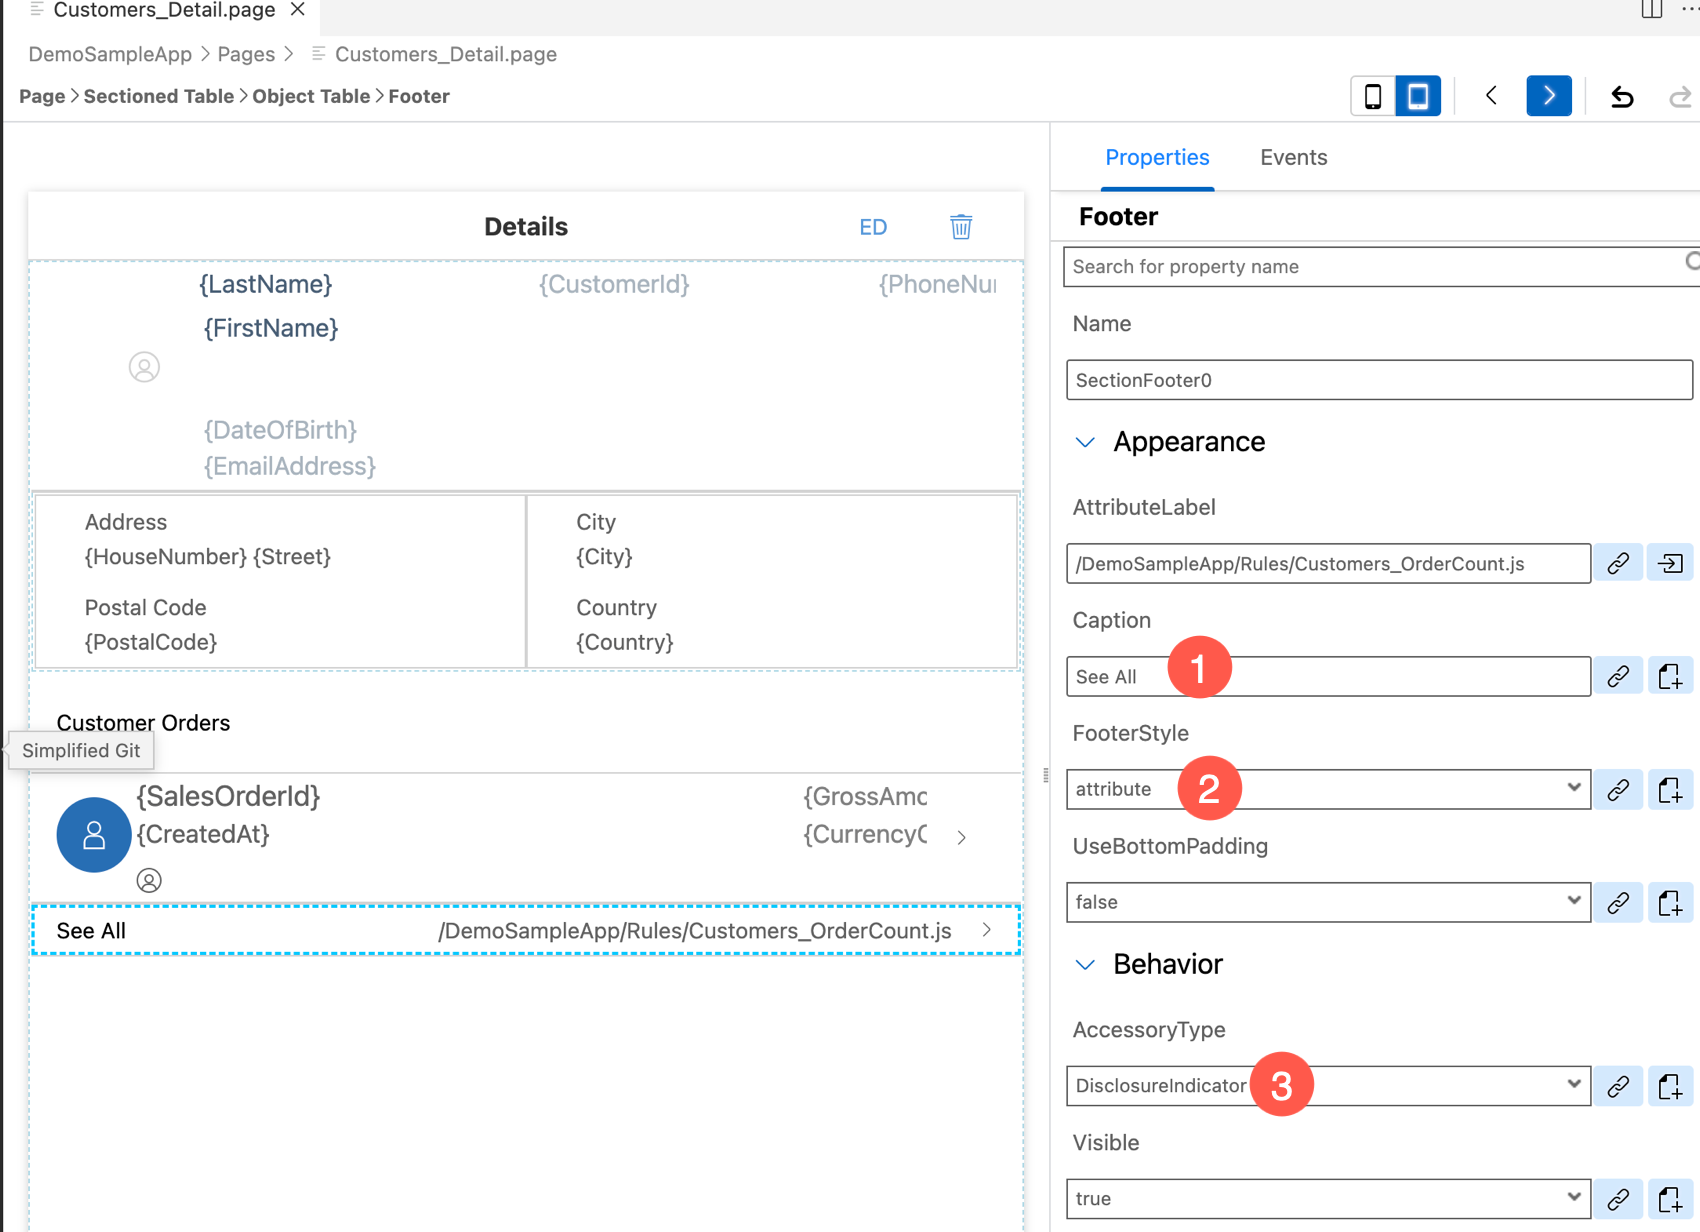 Customers_Detail.page
DemoSampleApp > Pages > Customers_Detail.page
Page > Sectioned Table > Object Table > Footer
Details ED
{LastName} {CustomerId} {PhoneNur
{FirstName}
{DateOfBirth}
{EmailAddress}
Address
{HouseNumber} {Street}
City
{City}
Postal Code
{PostalCode}
Country
{Country}
Customer Orders
Simplified Git
{SalesOrderId} {GrossAmo
{CreatedAt} {CurrencyC
See All /DemoSampleApp/Rules/Customers_OrderCount.js
Properties Events
Footer
Search for property name
Name
SectionFooter0
Appearance
AttributeLabel
/DemoSampleApp/Rules/Customers_OrderCount.js
Caption
See All 1
FooterStyle
attribute 2
UseBottomPadding
false
Behavior
AccessoryType
DisclosureIndicator 3
Visible
true